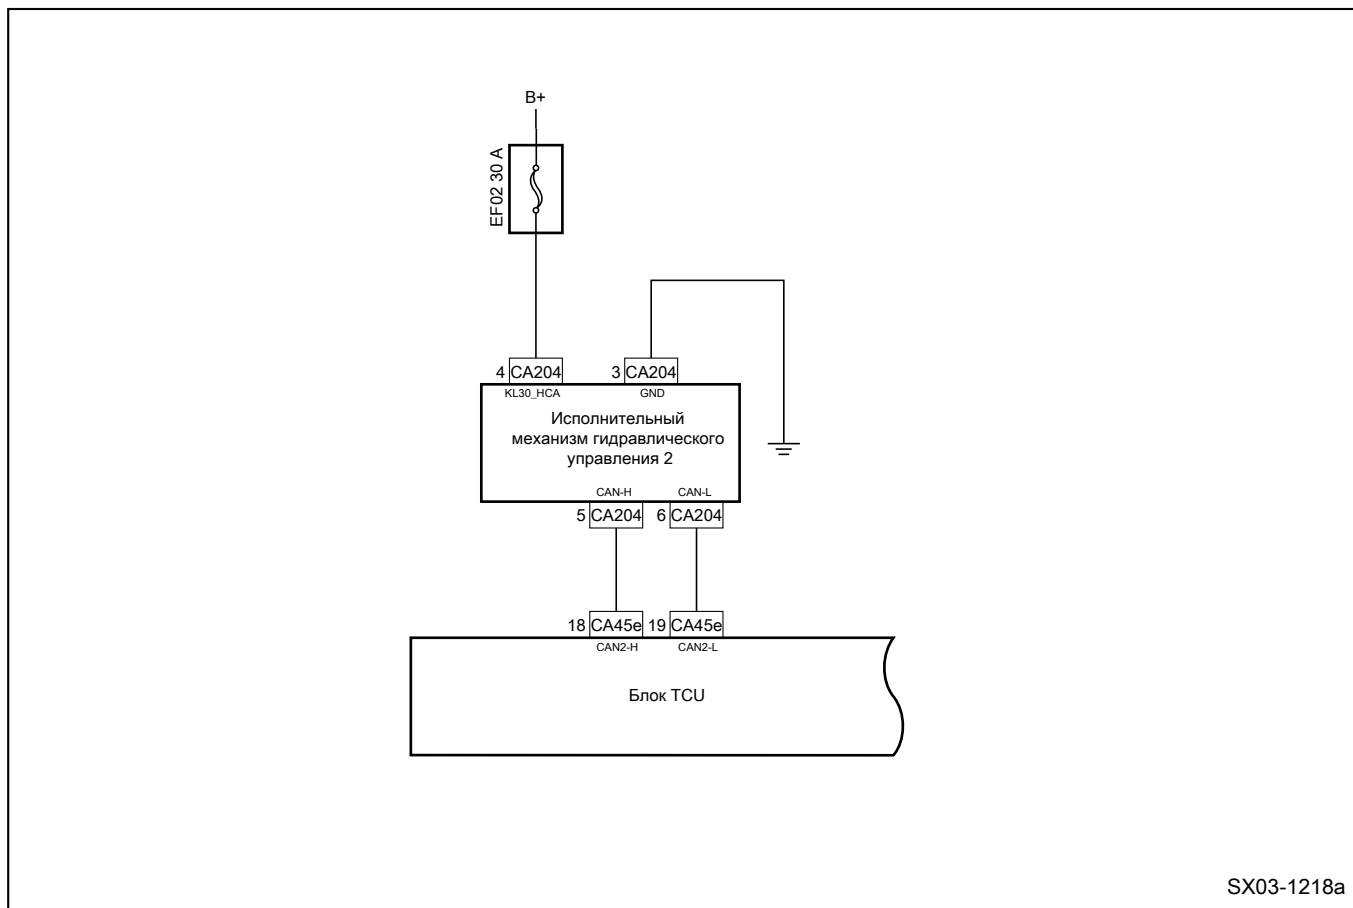 B+
EF02 30 A
4 CA204 3 CA204
KL30_HCA GND
Исполнительный
механизм гидравлического
управления 2
CAN-H CAN-L
5 CA204 6 CA204
18 CA45e 19 CA45e
CAN2-H CAN2-L
Блок TCU
SX03-1218a